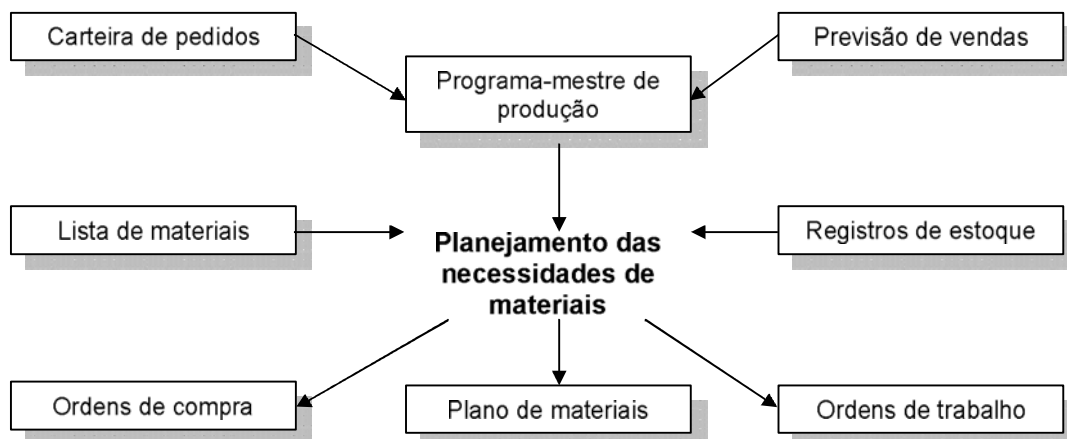 Carteira de pedidos
Previsão de vendas
Programa-mestre de
produção
Lista de materiais
Registros de estoque
Planejamento das
necessidades de
materiais
Ordens de compra
Plano de materiais
Ordens de trabalho